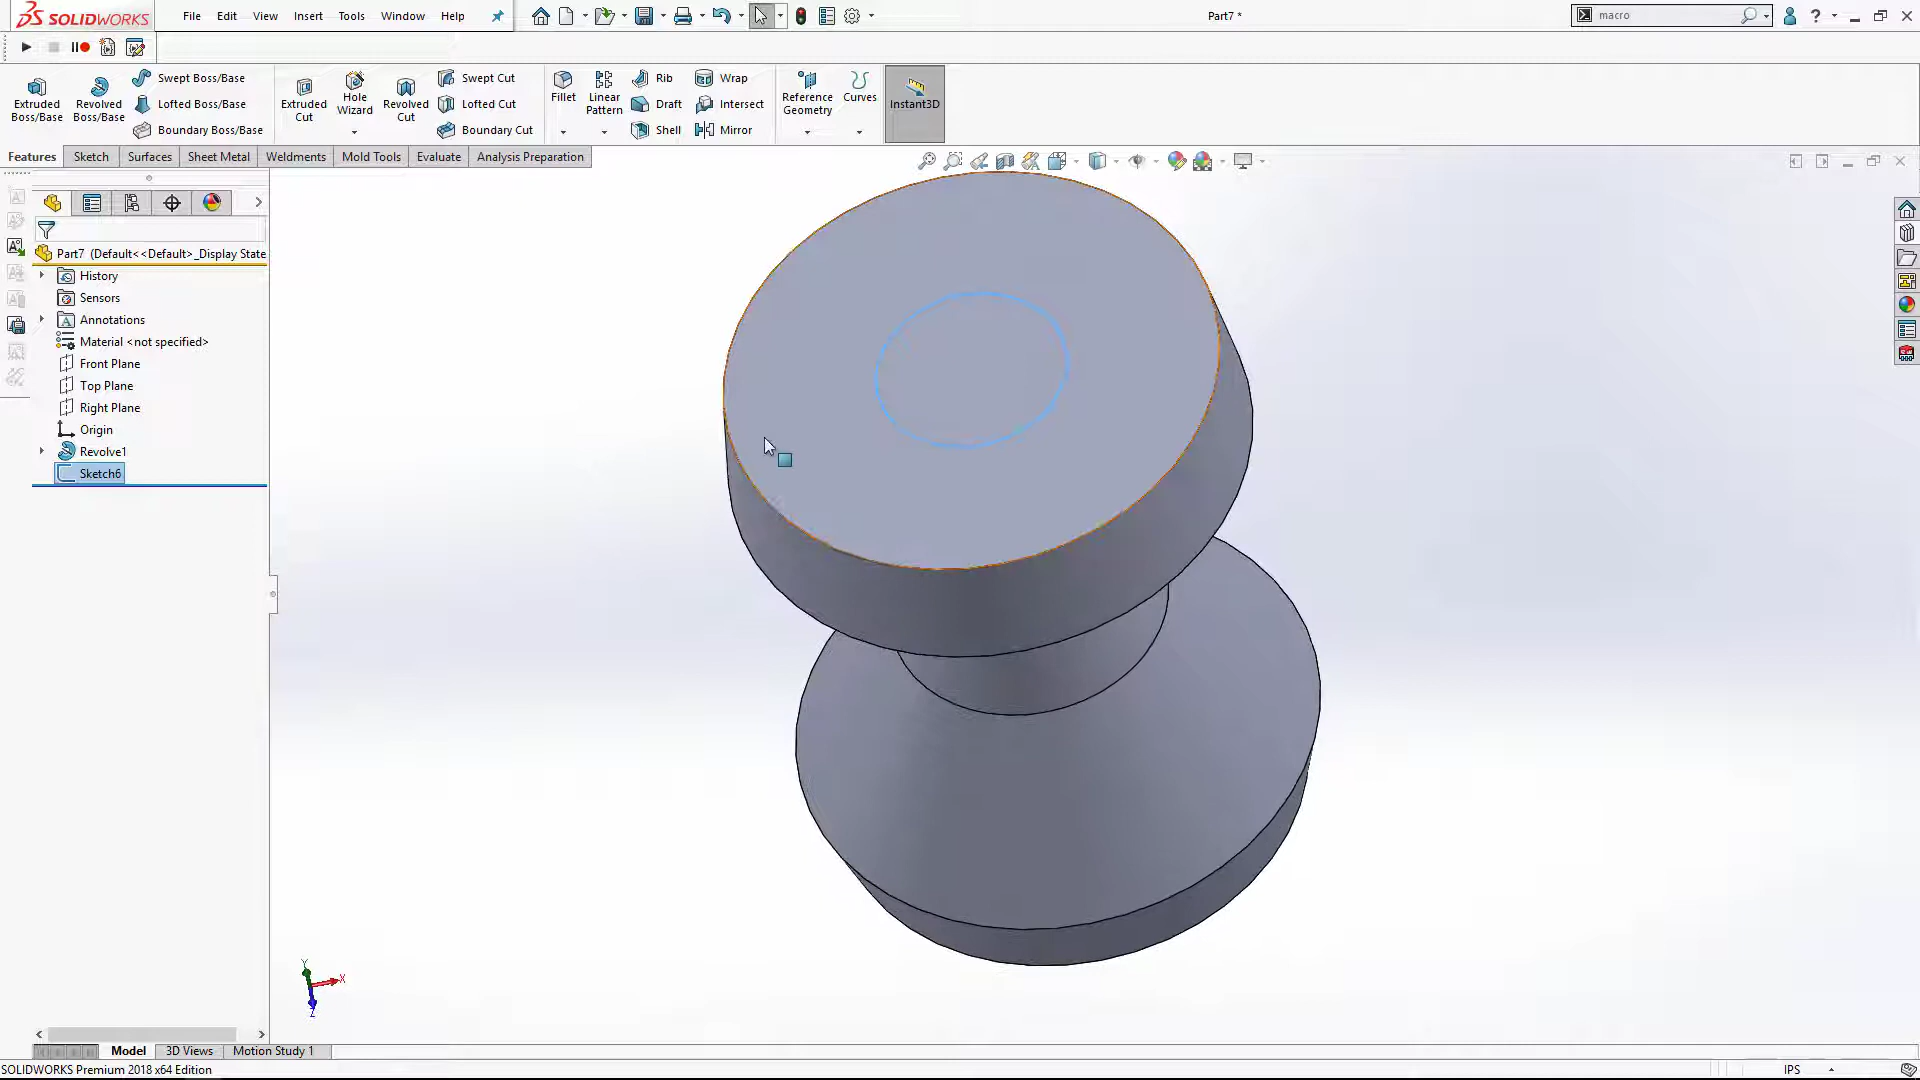 SOLIDWORKS
File Edit View Insert Tools Window Help
Part7 *
macro
Extruded Boss/Base
Revolved Boss/Base
Swept Boss/Base
Lofted Boss/Base
Boundary Boss/Base
Extruded Cut
Hole Wizard
Revolved Cut
Swept Cut
Lofted Cut
Boundary Cut
Fillet
Linear Pattern
Rib
Draft
Shell
Wrap
Intersect
Mirror
Reference Geometry
Curves
Instant3D
Features Sketch Surfaces Sheet Metal Weldments Mold Tools Evaluate Analysis Preparation
Part7 (Default<<Default>_Display State
History
Sensors
Annotations
Material <not specified>
Front Plane
Top Plane
Right Plane
Origin
Revolve1
Sketch6
Y
X
Z
Model 3D Views Motion Study 1
SOLIDWORKS Premium 2018 x64 Edition
IPS